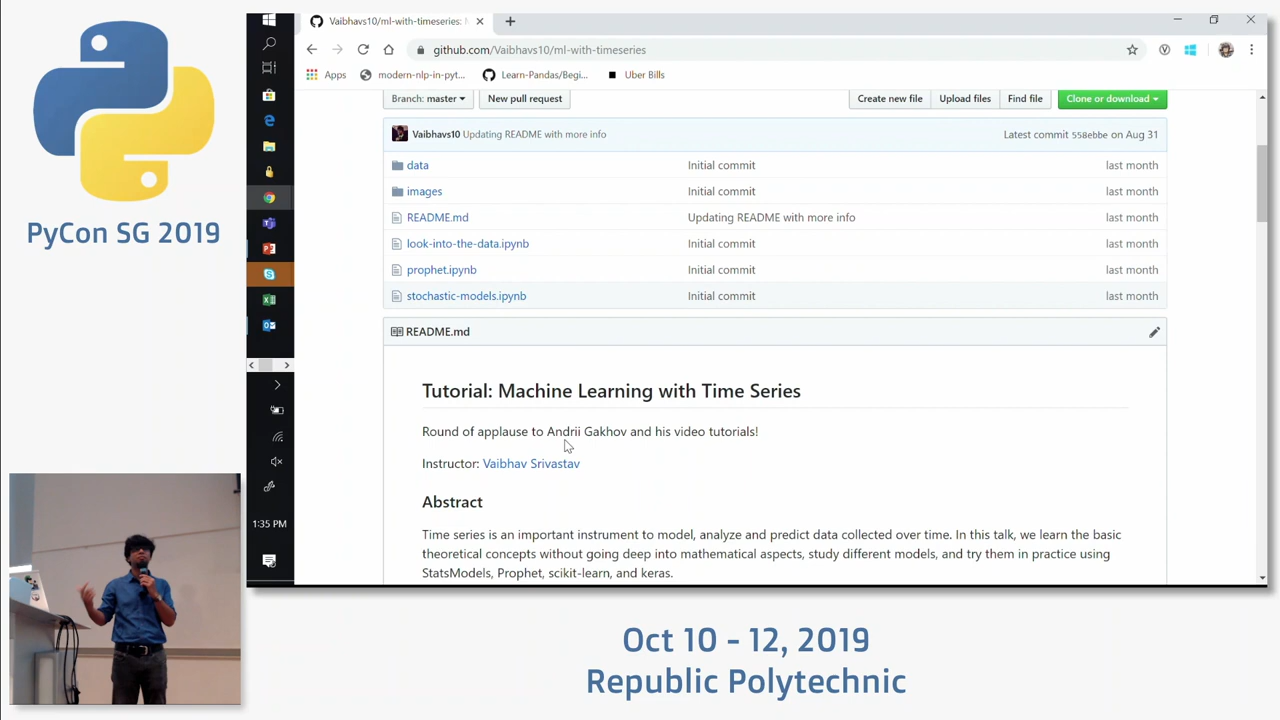 PyCon SG 2019
Vaibhavs10/ml-with-timeseries: M
github.com/Vaibhavs10/ml-with-timeseries
Apps
modern-nlp-in-pyt...
Learn-Pandas/Begi...
Uber Bills
Branch: master
New pull request
Create new file
Upload files
Find file
Clone or download
Vaibhavs10 Updating README with more info
Latest commit 558ebbe on Aug 31
data Initial commit last month
images Initial commit last month
README.md Updating README with more info last month
look-into-the-data.ipynb Initial commit last month
prophet.ipynb Initial commit last month
stochastic-models.ipynb Initial commit last month
README.md
Tutorial: Machine Learning with Time Series
Round of applause to Andrii Gakhov and his video tutorials!
Instructor: Vaibhav Srivastav
Abstract
Time series is an important instrument to model, analyze and predict data collected over time. In this talk, we learn the basic
theoretical concepts without going deep into mathematical aspects, study different models, and try them in practice using
StatsModels, Prophet, scikit-learn, and keras.
1:35 PM
Oct 10 - 12, 2019
Republic Polytechnic